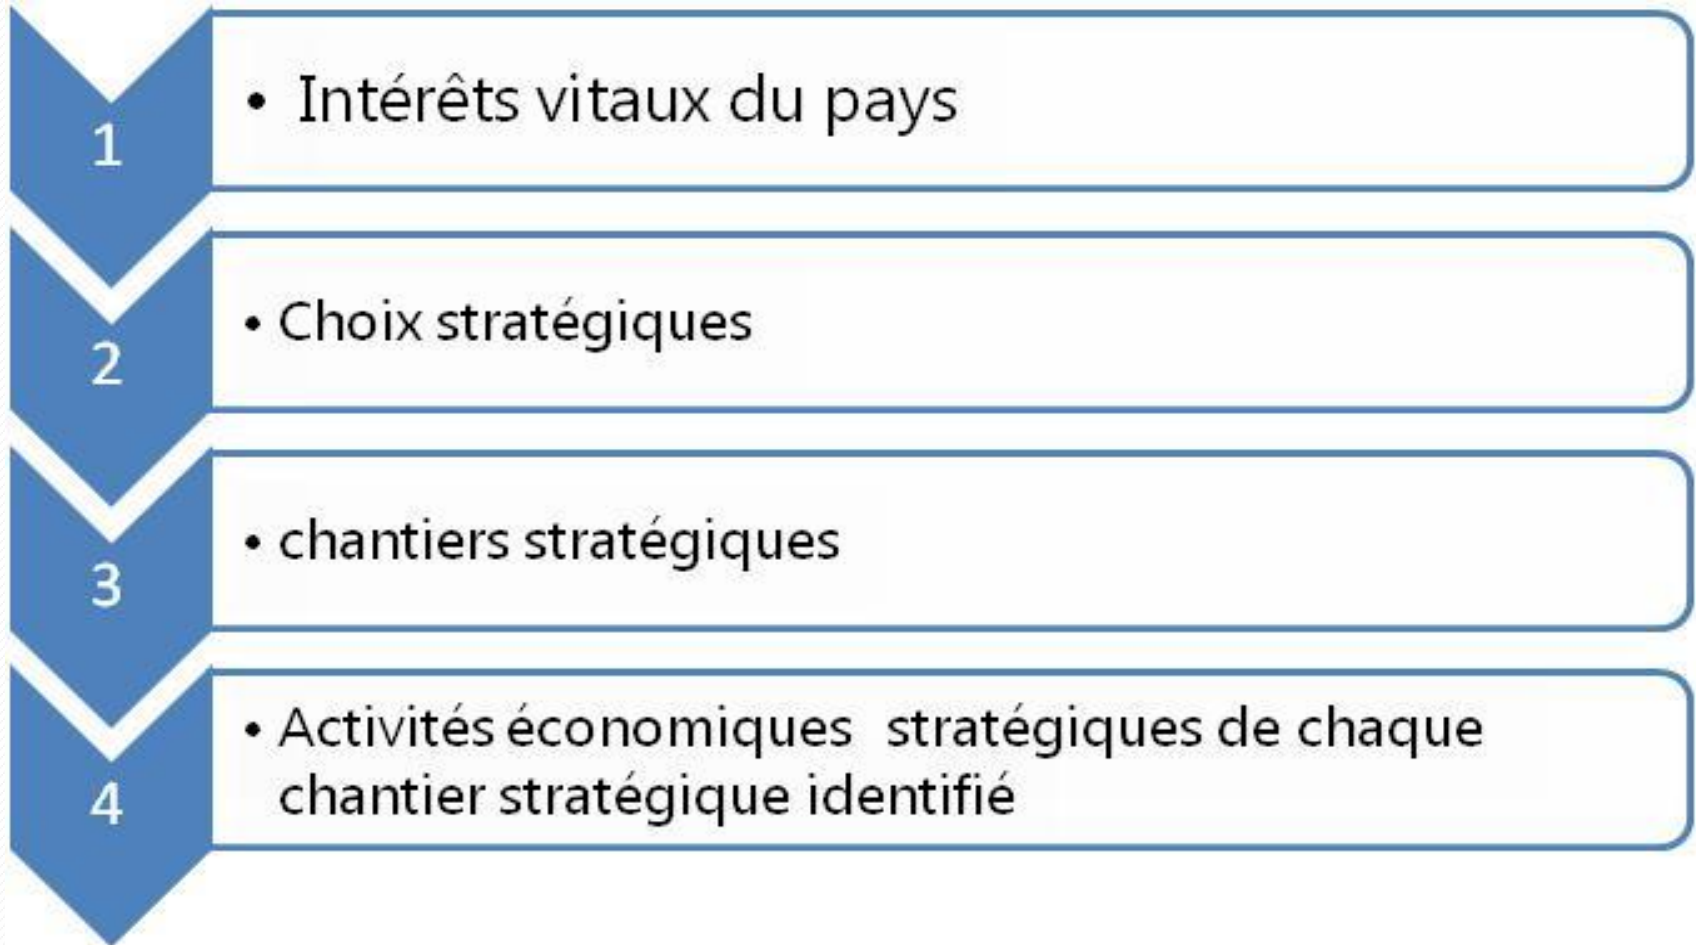 1
• Intérêts vitaux du pays
2
• Choix stratégiques
3
• chantiers stratégiques
4
• Activités économiques stratégiques de chaque
chantier stratégique identifié